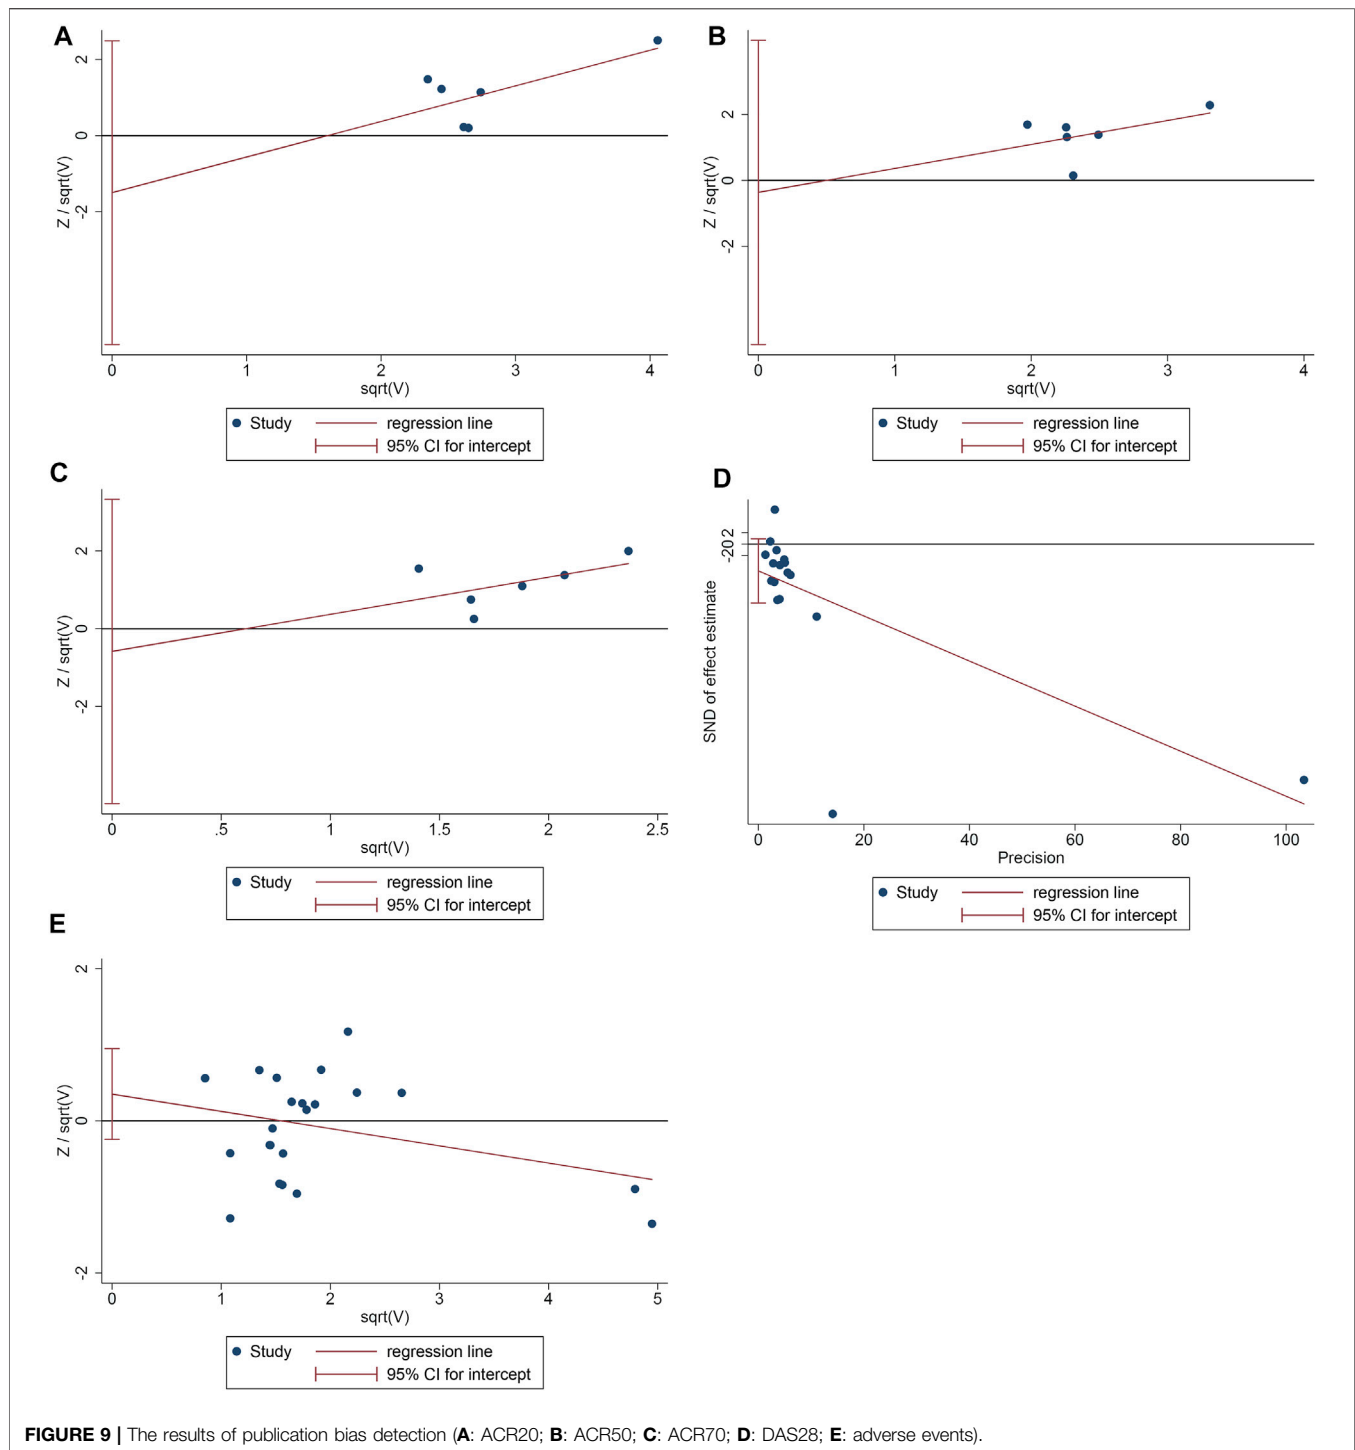 A
2
0
-2
Z / sqrt(V)
0 1 2 3 4
sqrt(V)
Study regression line
95% CI for intercept
B
2
0
-2
Z / sqrt(V)
0 1 2 3 4
sqrt(V)
Study regression line
95% CI for intercept
C
2
0
-2
Z / sqrt(V)
0 .5 1 1.5 2 2.5
sqrt(V)
Study regression line
95% CI for intercept
D
-202
SND of effect estimate
0 20 40 60 80 100
Precision
Study regression line
95% CI for intercept
E
2
0
-2
Z / sqrt(V)
0 1 2 3 4 5
sqrt(V)
Study regression line
95% CI for intercept
FIGURE 9 | The results of publication bias detection (A: ACR20; B: ACR50; C: ACR70; D: DAS28; E: adverse events).